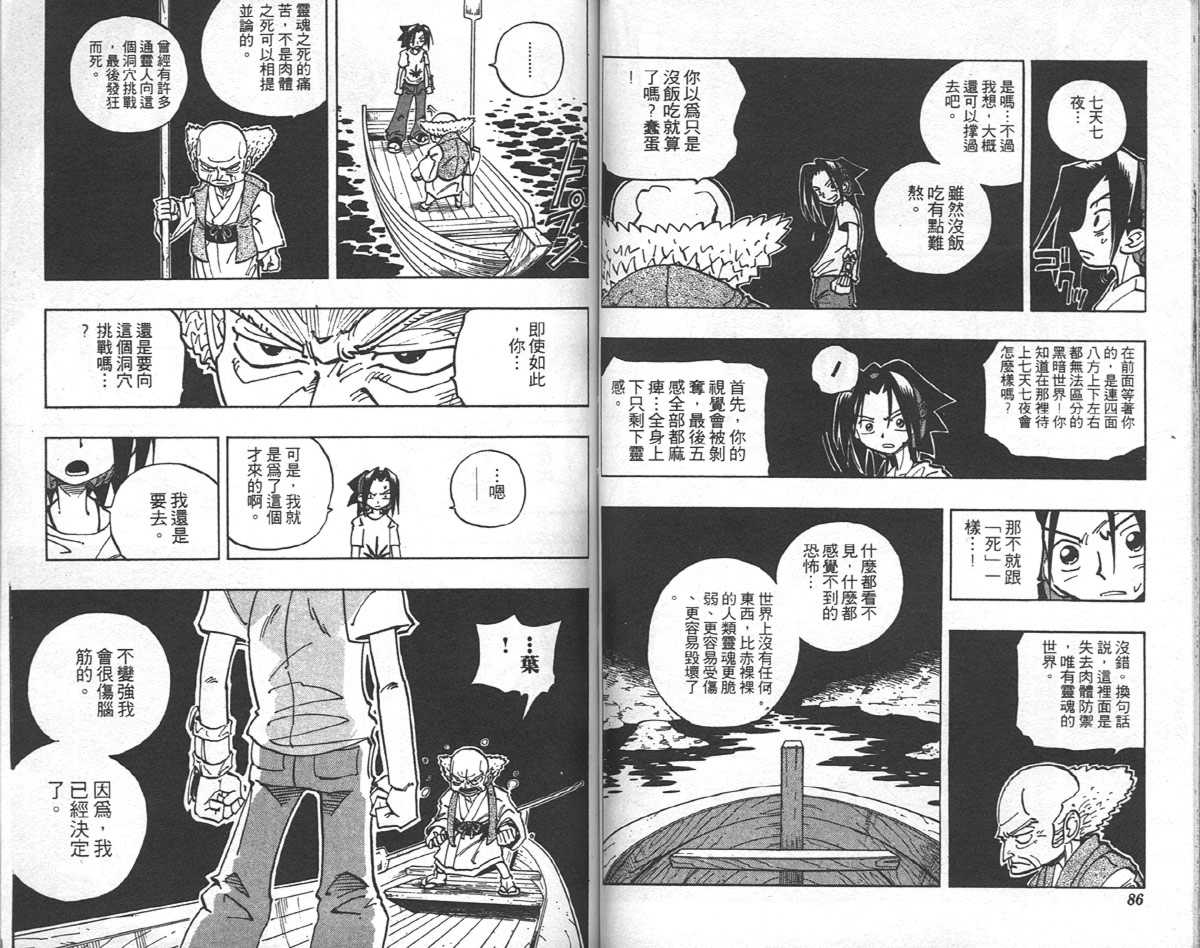 七天七
夜…
是嗎…不過
我想，大概
還可以撐過
去吧。
雖然沒飯
吃有點難
熬。
你以爲只是
沒飯吃就算
了嗎？蠢蛋
！
在前面等著你
的，是連四面
八方上下左右
都無法區分的
黑暗世界！你
知道在那裡待
上七天七夜會
怎麼樣嗎？
首先，你的
視覺會被剝
奪，最後五
感全部都麻
痺…全身上
下只剩下靈
感。
那不就跟
「死」一
樣…！
沒錯。換句話
說，這裡面是
失去肉體防禦
，唯有靈魂的
世界。
什麼都看不
見，什麼都
感覺不到的
恐怖…
世界上沒有任何
東西，比赤裸裸
的人類靈魂更脆
弱、更容易受傷
、更容易毀壞了
。
86
………
靈魂之死的痛
苦，不是肉體
之死可以相提
並論的。
曾經有許多
通靈人向這
個洞穴挑戰
，最後發狂
而死。
即使如此
，你…
還是要向
這個洞穴
挑戰嗎…
？
…嗯
可是，我就
是爲了這個
才來的啊。
我還是
要去。
…葉
！
不變強我
會很傷腦
筋的。
因爲，我
已經決定
了。